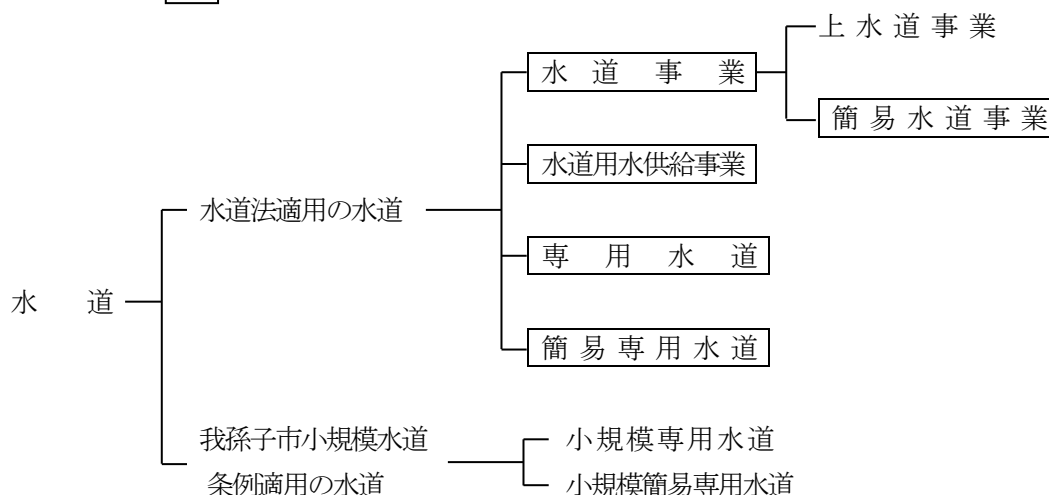 上水道事業
水道事業
簡易水道事業
水道用水供給事業
水道法適用の水道
専用水道
水道
簡易専用水道
我孫子市小規模水道
条例適用の水道
小規模専用水道
小規模簡易専用水道